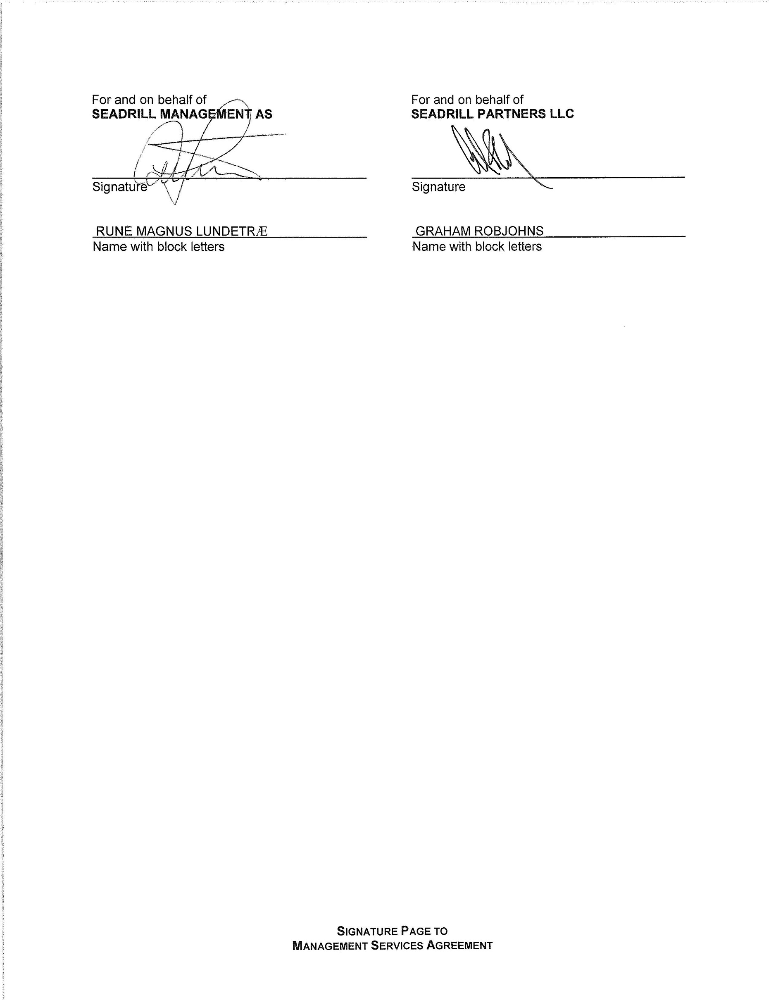 For and on behalf of
SEADRILL MANAGEMENT AS
Signature
RUNE MAGNUS LUNDETRÆ
Name with block letters
For and on behalf of
SEADRILL PARTNERS LLC
Signature
GRAHAM ROBJOHNS
Name with block letters
SIGNATURE PAGE TO
MANAGEMENT SERVICES AGREEMENT